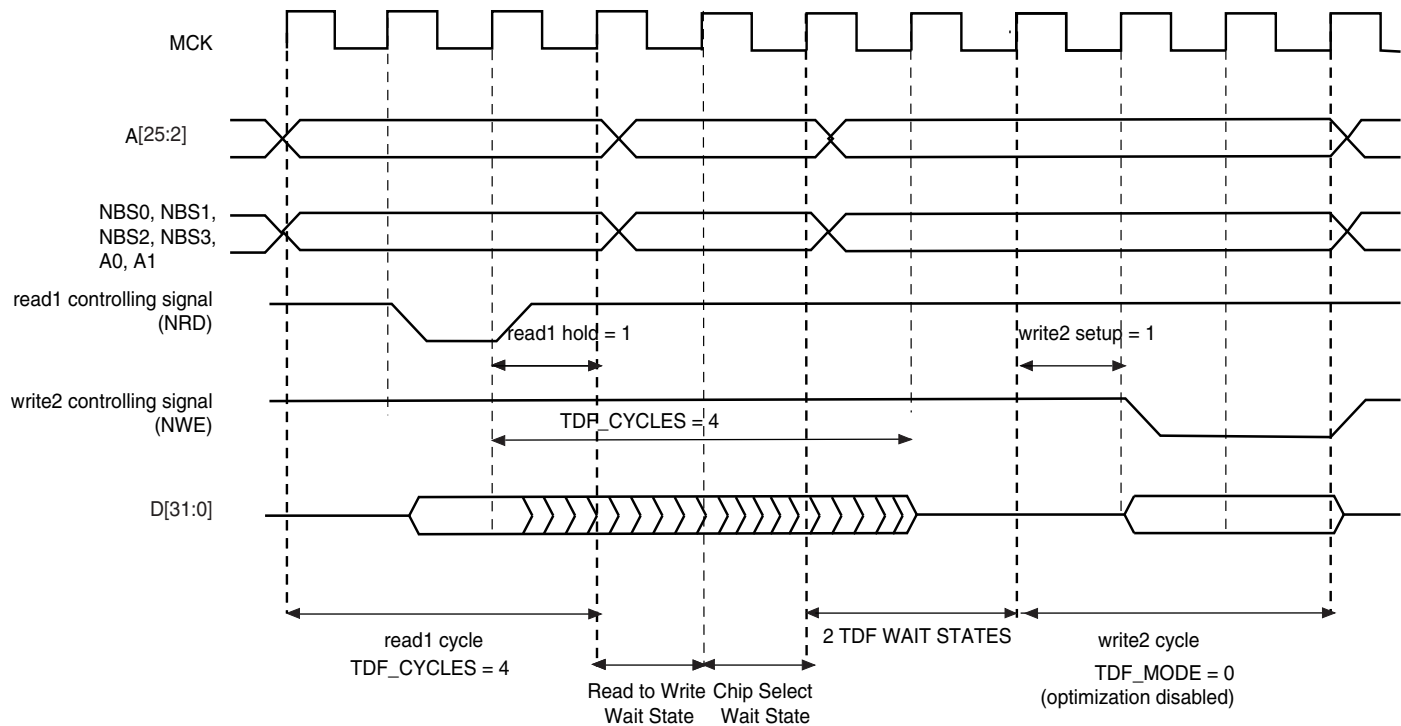 MCK
A[25:2]
NBS0, NBS1,
NBS2, NBS3,
A0, A1
read1 controlling signal
(NRD)
read1 hold = 1
write2 setup = 1
write2 controlling signal
(NWE)
TDF_CYCLES = 4
D[31:0]
read1 cycle
TDF_CYCLES = 4
2 TDF WAIT STATES
write2 cycle
TDF_MODE = 0
(optimization disabled)
Read to Write
Wait State
Chip Select
Wait State